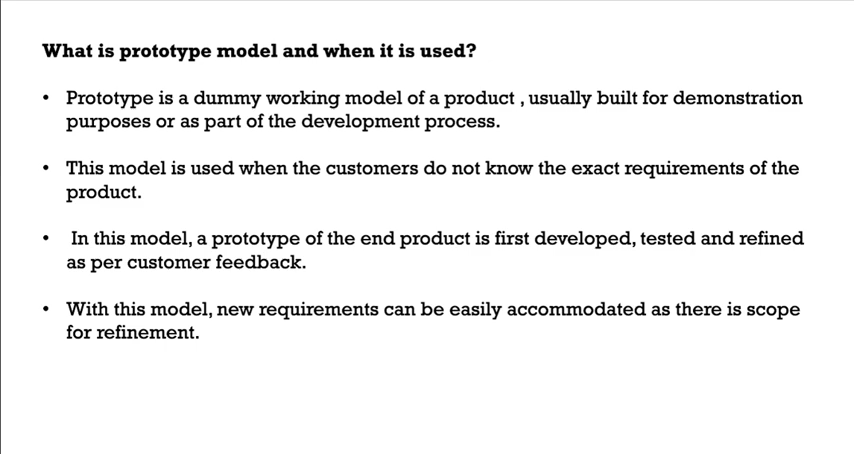 What is prototype model and when it is used?
• Prototype is a dummy working model of a product , usually built for demonstration
purposes or as part of the development process.
• This model is used when the customers do not know the exact requirements of the
product.
• In this model, a prototype of the end product is first developed, tested and refined
as per customer feedback.
• With this model, new requirements can be easily accommodated as there is scope
for refinement.